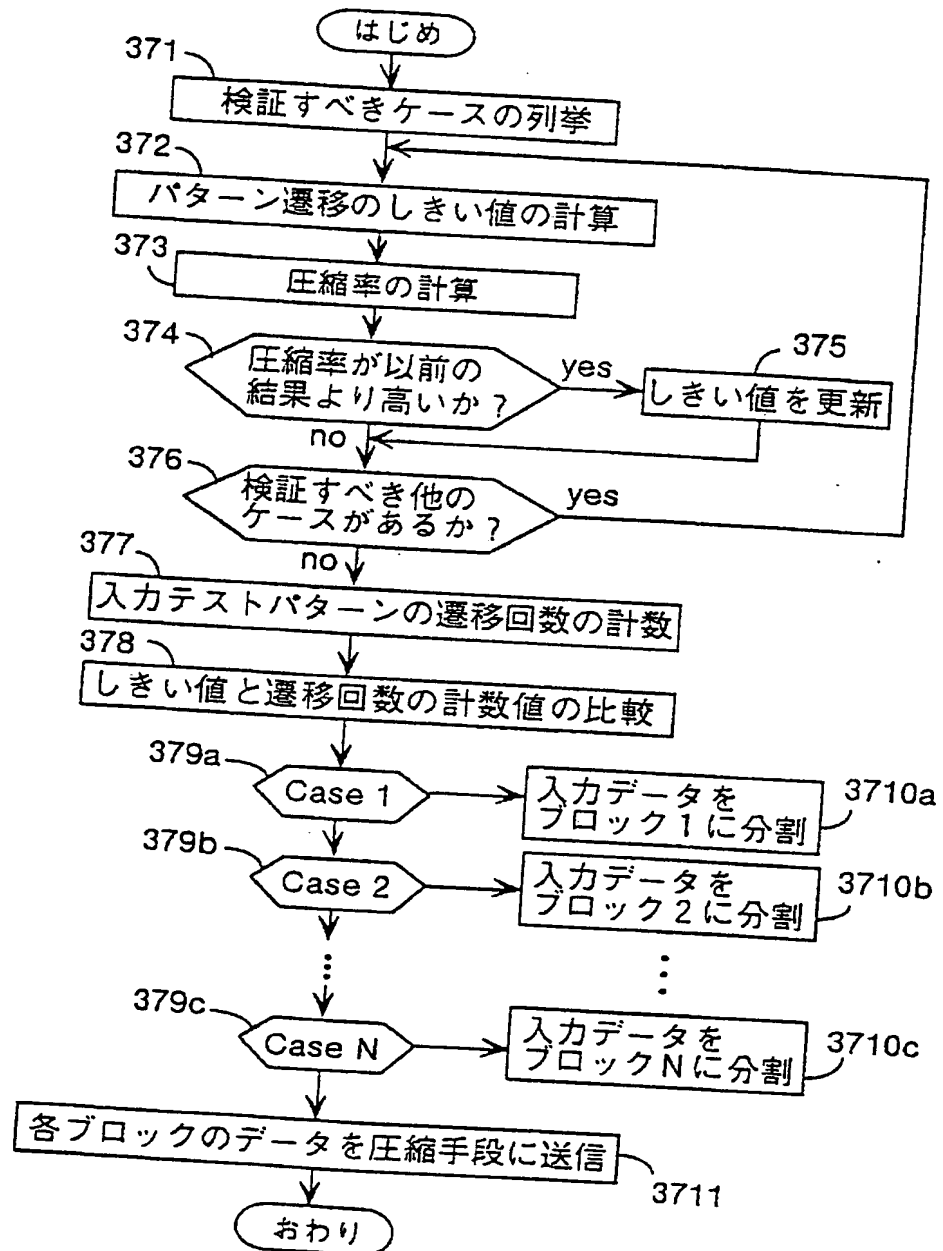 はじめ
371
検証すべきケースの列挙
372
パターン遷移のしきい値の計算
373
圧縮率の計算
374
圧縮率が以前の
結果より高いか？
yes
375
しきい値を更新
no
376
検証すべき他の
ケースがあるか？
yes
no
377
入力テストパターンの遷移回数の計数
378
しきい値と遷移回数の計数値の比較
379a
Case 1
入力データを
ブロック1に分割
3710a
379b
Case 2
入力データを
ブロック2に分割
3710b
379c
Case N
入力データを
ブロックNに分割
3710c
各ブロックのデータを圧縮手段に送信
3711
おわり